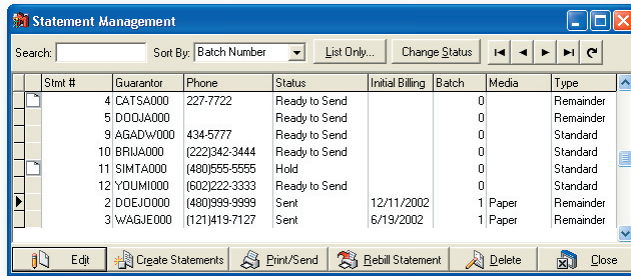 Statement Management
Search: Sort By: Batch Number List Only... Change Status
Stmt # Guarantor Phone Status Initial Billing Batch Media Type
4 CATSA000 227-7722 Ready to Send 0 Remainder
5 DOOJA000 Ready to Send 0 Remainder
9 AGADW000 434-5777 Ready to Send 0 Standard
10 BRIJA000 (222)342-3444 Ready to Send 0 Standard
11 SIMTA000 (480)555-5555 Hold 0 Standard
12 YOUMI000 (602)222-3333 Ready to Send 0 Standard
2 DOEJO000 (480)999-9999 Sent 12/11/2002 1 Paper Remainder
3 WAGJE000 (121)419-7127 Sent 6/19/2002 1 Paper Remainder
Edit Create Statements Print/Send Rebill Statement Delete Close